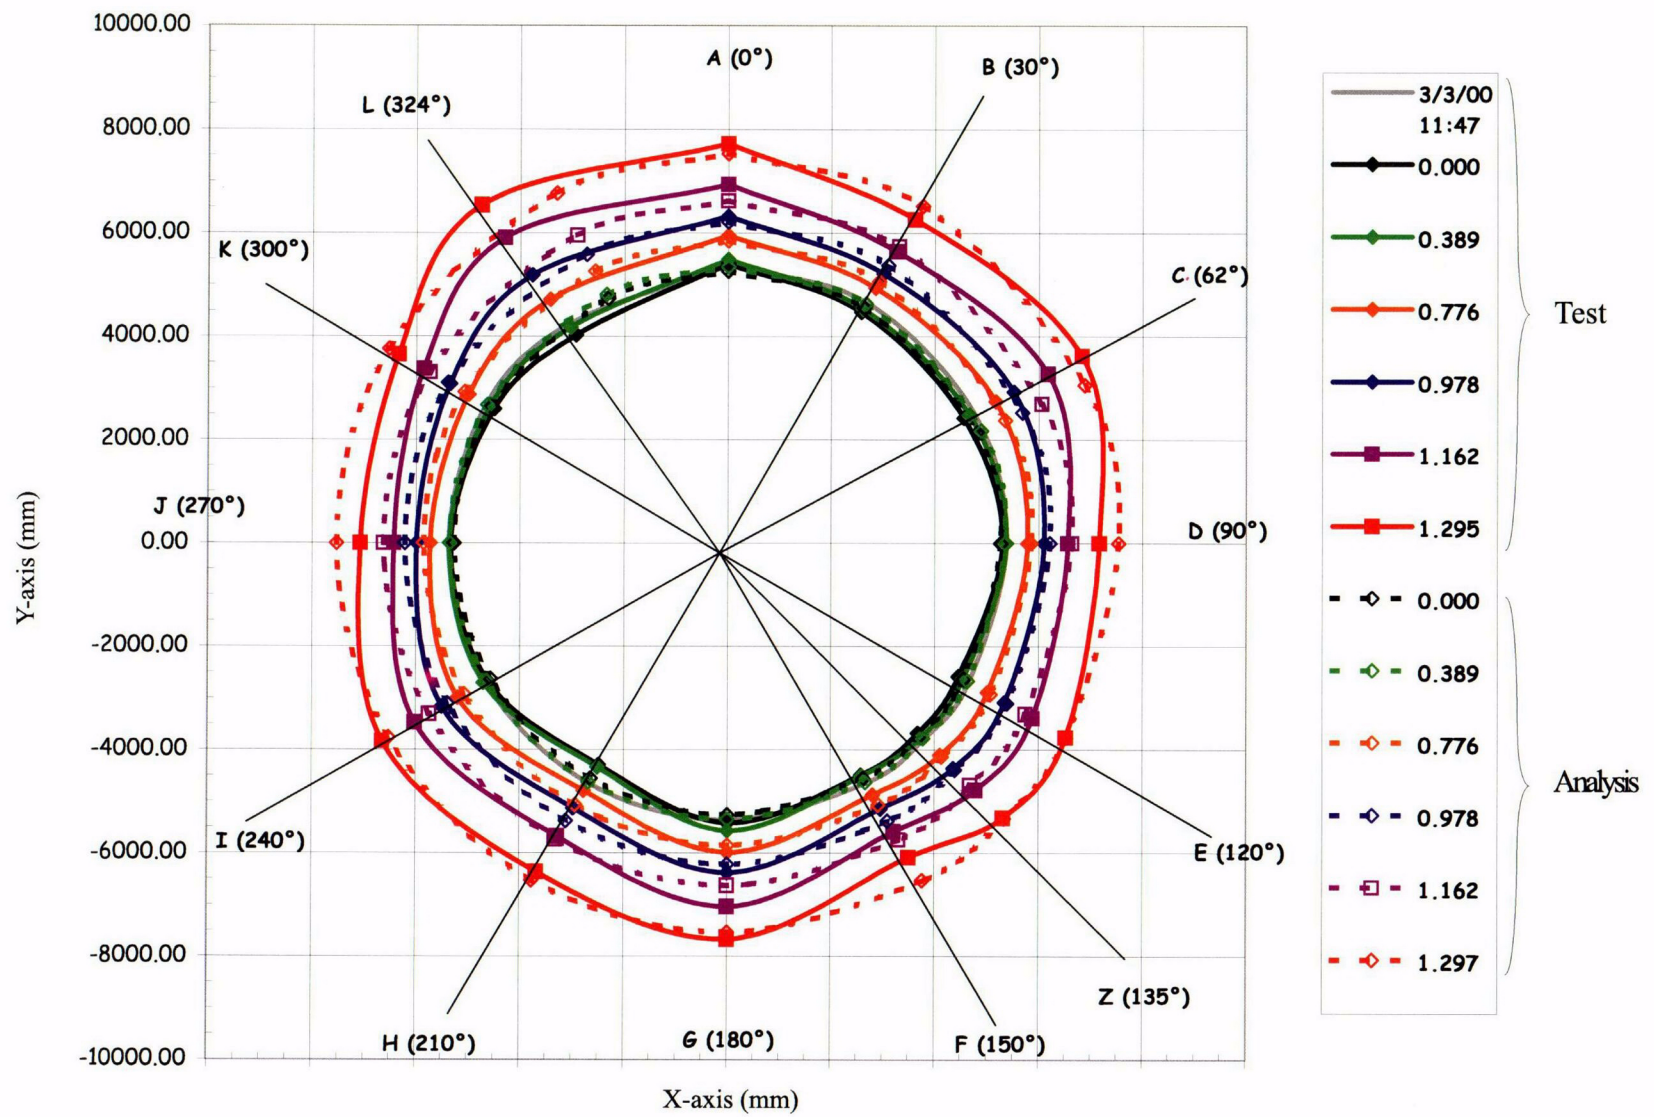 10000.00
8000.00
6000.00
4000.00
2000.00
0.00
-2000.00
-4000.00
-6000.00
-8000.00
-10000.00
Y-axis (mm)
X-axis (mm)
A (0°)
B (30°)
C (62°)
D (90°)
E (120°)
Z (135°)
F (150°)
G (180°)
H (210°)
I (240°)
J (270°)
K (300°)
L (324°)
3/3/00
11:47
0.000
0.389
0.776
0.978
1.162
1.295
Test
0.000
0.389
0.776
0.978
1.162
1.297
Analysis